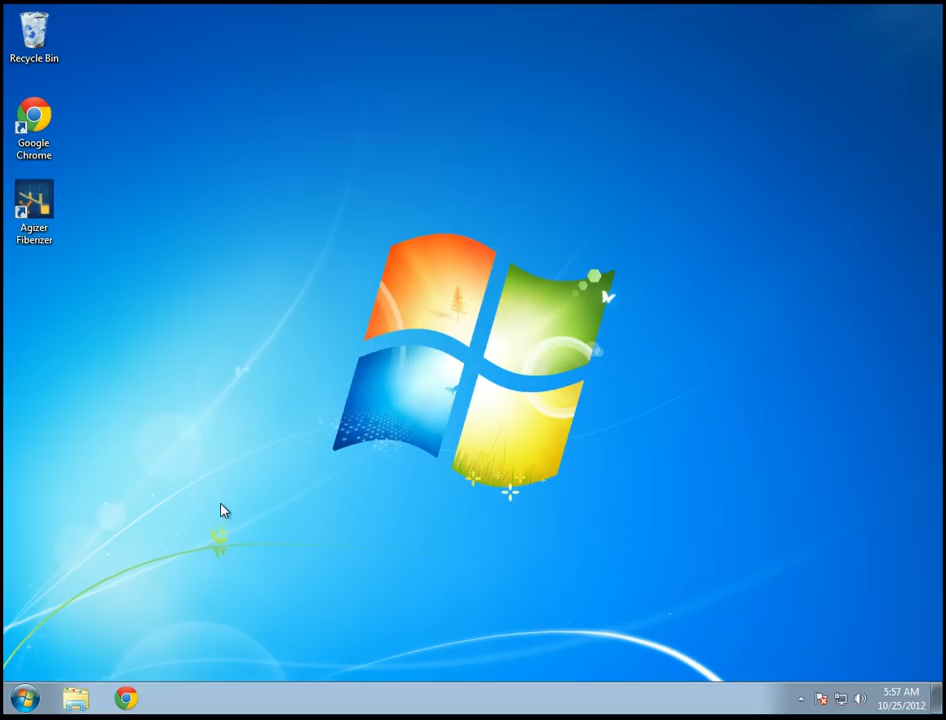 Recycle Bin
Google
Chrome
Agizer
Fiberizer
5:57 AM
10/25/2012